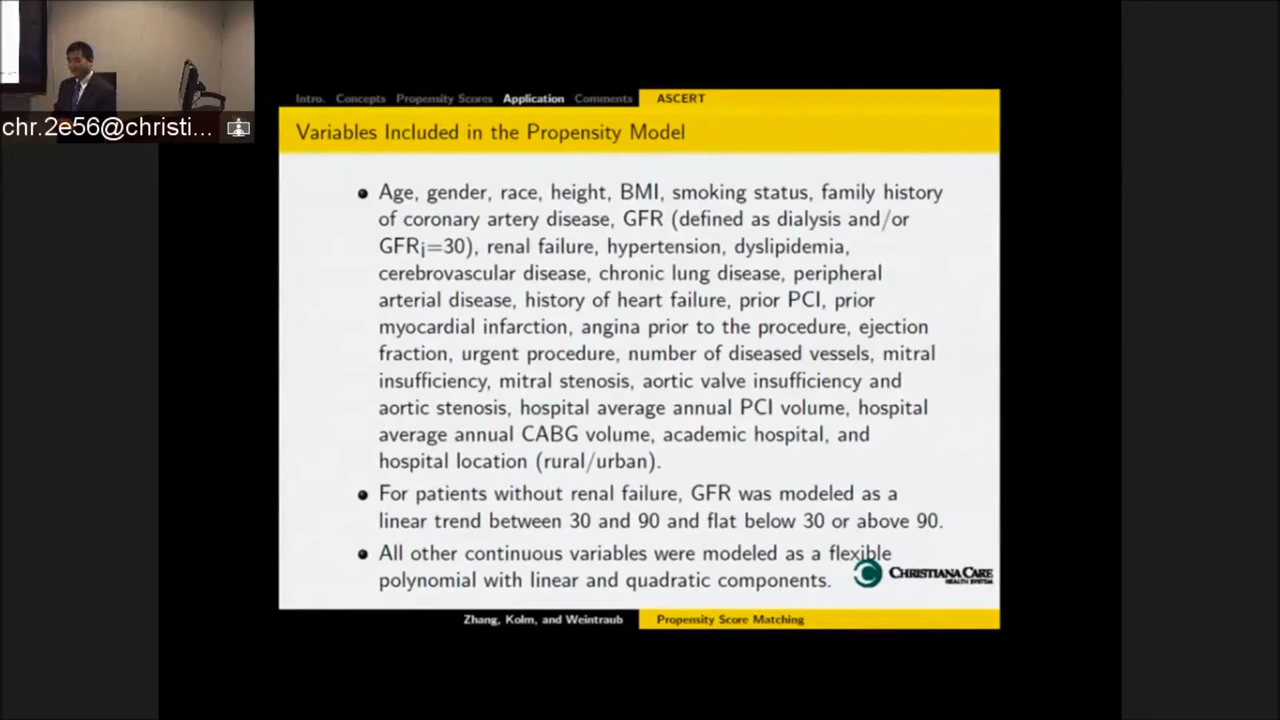 chr.2e56@christi...
Intro. Concepts Propensity Scores Application Comments ASCERT
Variables Included in the Propensity Model
Age, gender, race, height, BMI, smoking status, family history
of coronary artery disease, GFR (defined as dialysis and/or
GFR¡=30), renal failure, hypertension, dyslipidemia,
cerebrovascular disease, chronic lung disease, peripheral
arterial disease, history of heart failure, prior PCI, prior
myocardial infarction, angina prior to the procedure, ejection
fraction, urgent procedure, number of diseased vessels, mitral
insufficiency, mitral stenosis, aortic valve insufficiency and
aortic stenosis, hospital average annual PCI volume, hospital
average annual CABG volume, academic hospital, and
hospital location (rural/urban).
For patients without renal failure, GFR was modeled as a
linear trend between 30 and 90 and flat below 30 or above 90.
All other continuous variables were modeled as a flexible
polynomial with linear and quadratic components.
CHRISTIANA CARE
HEALTH SYSTEM
Zhang, Kolm, and Weintraub Propensity Score Matching